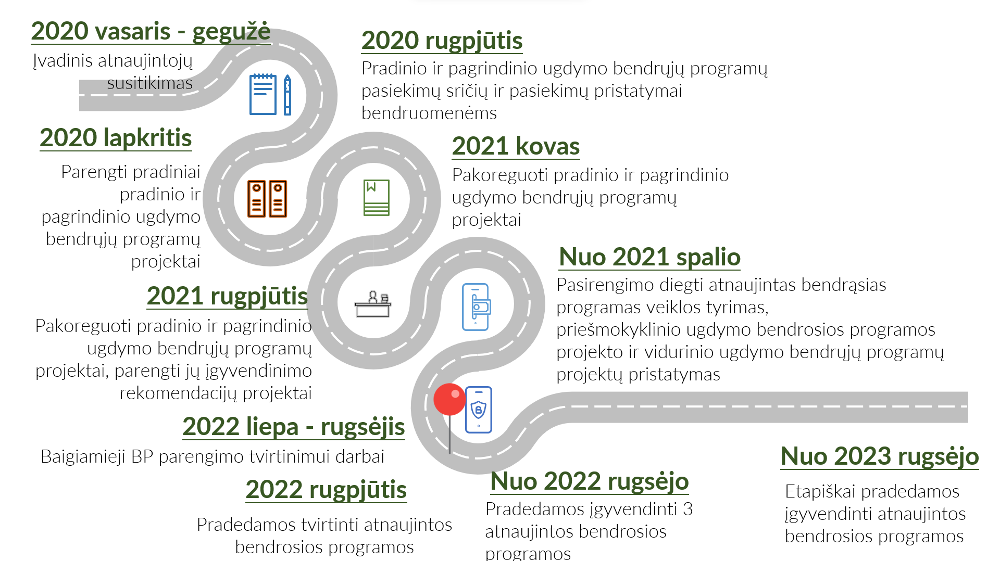 2020 vasaris - gegužė
Įvadinis atnaujintojų
susitikimas
2020 rugpjūtis
Pradinio ir pagrindinio ugdymo bendrųjų programų
pasiekimų sričių ir pasiekimų pristatymai
bendruomenėms
2020 lapkritis
Parengti pradiniai
pradinio ir
pagrindinio ugdymo
bendrųjų programų
projektai
2021 kovas
Pakoreguoti pradinio ir pagrindinio
ugdymo bendrųjų programų
projektai
2021 rugpjūtis
Pakoreguoti pradinio ir pagrindinio
ugdymo bendrųjų programų
projektai, parengti jų įgyvendinimo
rekomendacijų projektai
Nuo 2021 spalio
Pasirengimo diegti atnaujintas bendrąsias
programas veiklos tyrimas,
priešmokyklinio ugdymo bendrosios programos
projekto ir vidurinio ugdymo bendrųjų programų
projektų pristatymas
2022 liepa - rugsėjis
Baigiamieji BP parengimo tvirtinimui darbai
2022 rugpjūtis
Pradedamos tvirtinti atnaujintos
bendrosios programos
Nuo 2022 rugsėjo
Pradedamos įgyvendinti 3
atnaujintos bendrosios
programos
Nuo 2023 rugsėjo
Etapiškai pradedamos
įgyvendinti atnaujintos
bendrosios programos